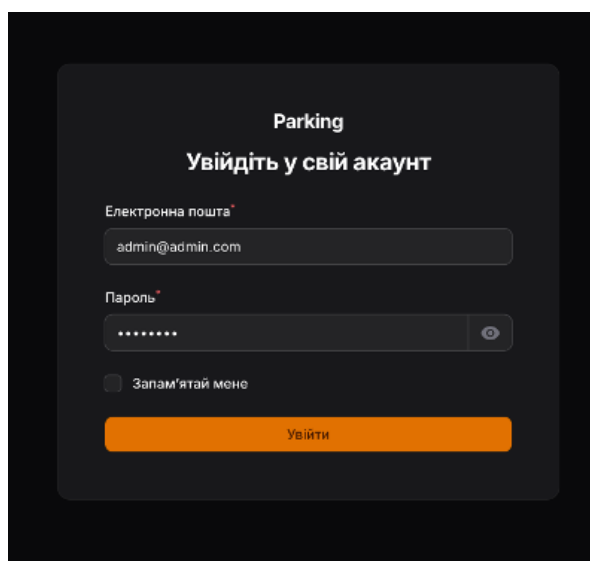 Parking
Увійдіть у свій акаунт
Електронна пошта*
admin@admin.com
Пароль*
••••••••
Запам'ятай мене
Увійти